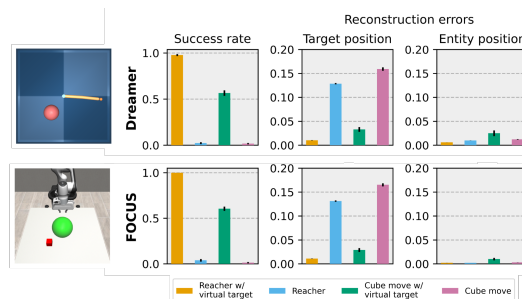 Reconstruction errors
Success rate
Target position
Entity position
Dreamer
1.0
0.5
0.0
0.20
0.15
0.10
0.05
0.00
0.20
0.15
0.10
0.05
0.00
FOCUS
1.0
0.5
0.0
0.20
0.15
0.10
0.05
0.00
0.20
0.15
0.10
0.05
0.00
Reacher w/
virtual target
Reacher
Cube move w/
virtual target
Cube move